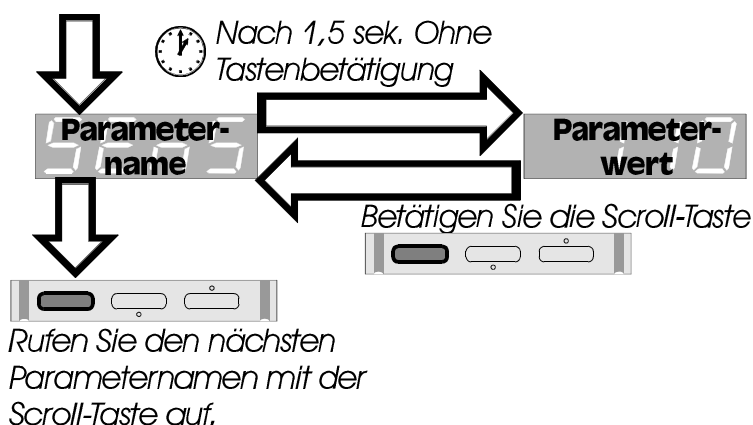 Nach 1,5 sek. Ohne
Tastenbetätigung
Parameter-
name
Parameter-
wert
Betätigen Sie die Scroll-Taste
Rufen Sie den nächsten
Parameternamen mit der
Scroll-Taste auf.